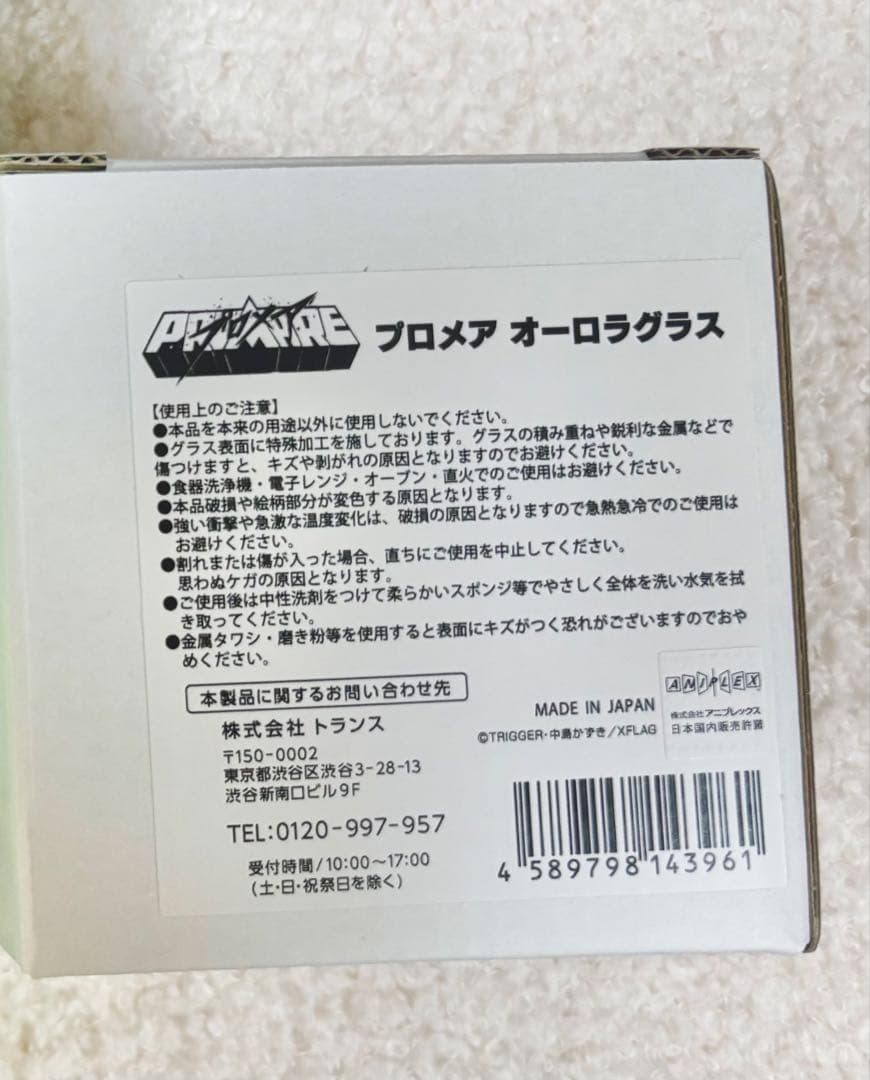 PROMARE
プロメア
プロメア オーロラグラス
【使用上のご注意】
●本品を本来の用途以外に使用しないでください。
●グラス表面に特殊加工を施しております。グラスの積み重ねや鋭利な金属などで
傷つけますと、キズや剥がれの原因となりますのでお避けください。
●食器洗浄機・電子レンジ・オーブン・直火でのご使用はお避けください。
●本品破損や絵柄部分が変色する原因となります。
●強い衝撃や急激な温度変化は、破損の原因となりますので急熱急冷でのご使用は
お避けください。
●割れまたは傷が入った場合、直ちにご使用を中止してください。
思わぬケガの原因となります。
●ご使用後は中性洗剤をつけて柔らかいスポンジ等でやさしく全体を洗い水気を拭
き取ってください。
●金属タワシ・磨き粉等を使用すると表面にキズがつく恐れがございますのでおや
めください。
本製品に関するお問い合わせ先
株式会社 トランス
〒150-0002
東京都渋谷区渋谷3-28-13
渋谷新南口ビル9F
TEL:0120-997-957
受付時間/10:00〜17:00
(土・日・祝祭日を除く)
MADE IN JAPAN
©TRIGGER・中島かずき/XFLAG
ANIPLEX
株式会社アニプレックス
日本国内販売許諾
4 589798 143961